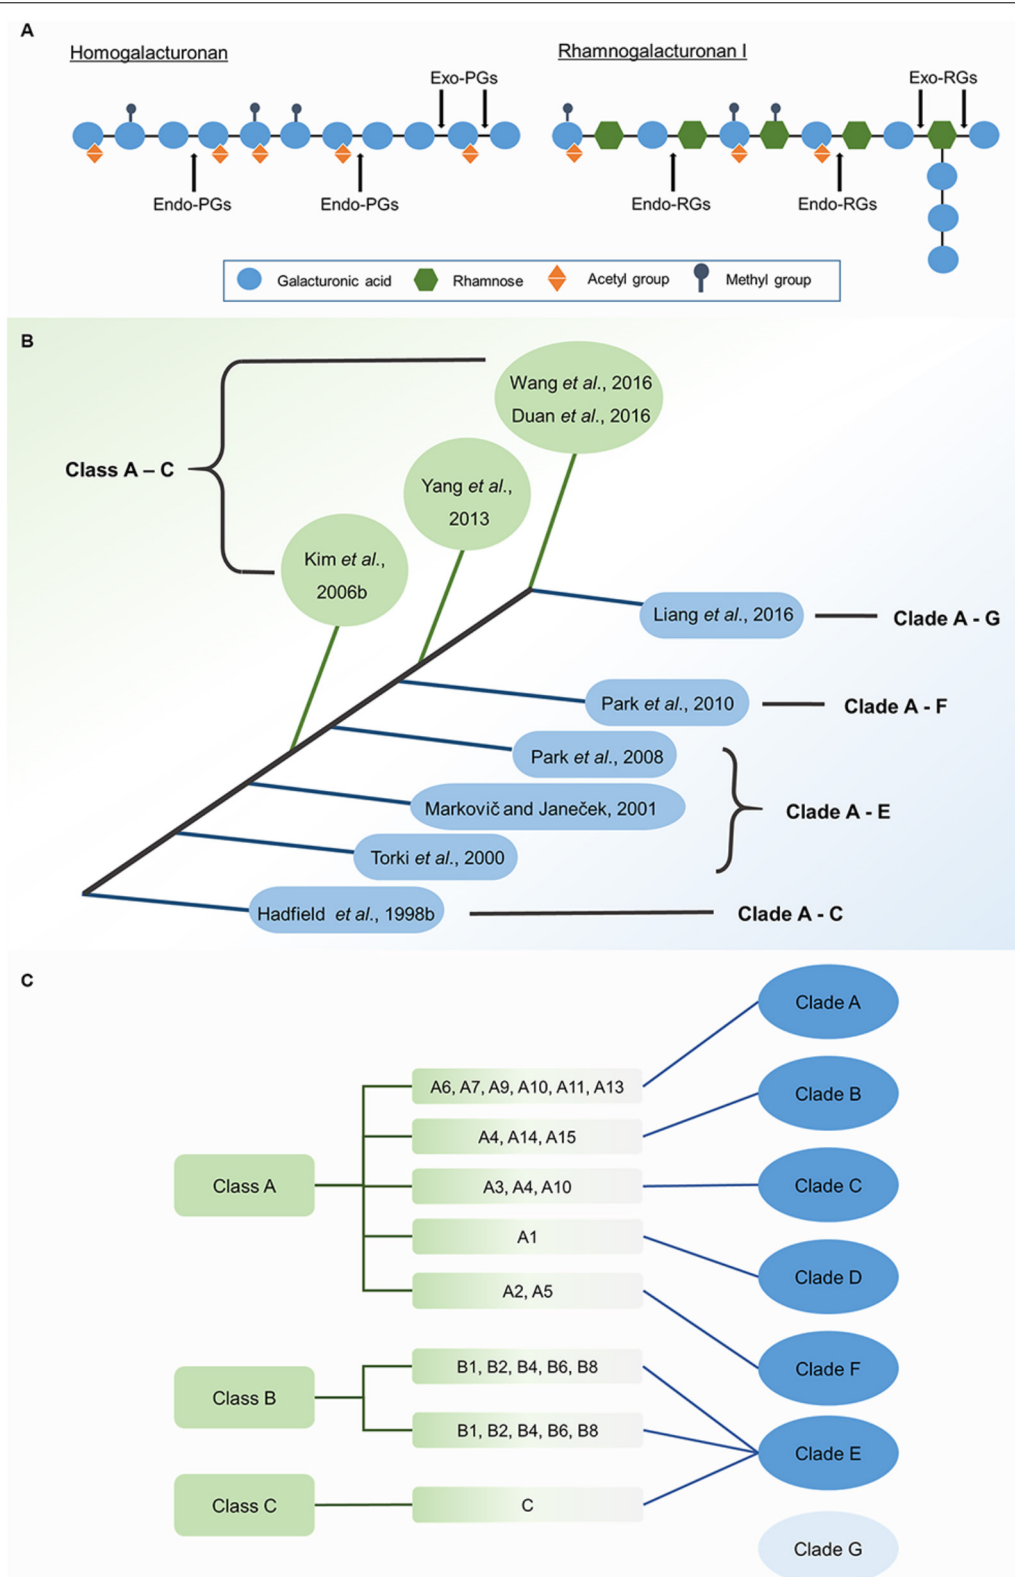 A
Homogalacturonan
Rhamnogalacturonan I
Exo-PGs
Exo-RGs
Endo-PGs
Endo-PGs
Endo-RGs
Endo-RGs
Galacturonic acid
Rhamnose
Acetyl group
Methyl group
B
Wang et al., 2016
Duan et al., 2016
Class A – C
Yang et al.,
2013
Kim et al.,
2006b
Liang et al., 2016
Clade A - G
Park et al., 2010
Clade A - F
Park et al., 2008
Markovič and Janeček, 2001
Clade A - E
Torki et al., 2000
Hadfield et al., 1998b
Clade A - C
C
Clade A
A6, A7, A9, A10, A11, A13
Clade B
A4, A14, A15
Class A
A3, A4, A10
Clade C
A1
Clade D
A2, A5
Clade F
B1, B2, B4, B6, B8
Class B
B1, B2, B4, B6, B8
Clade E
Class C
C
Clade G